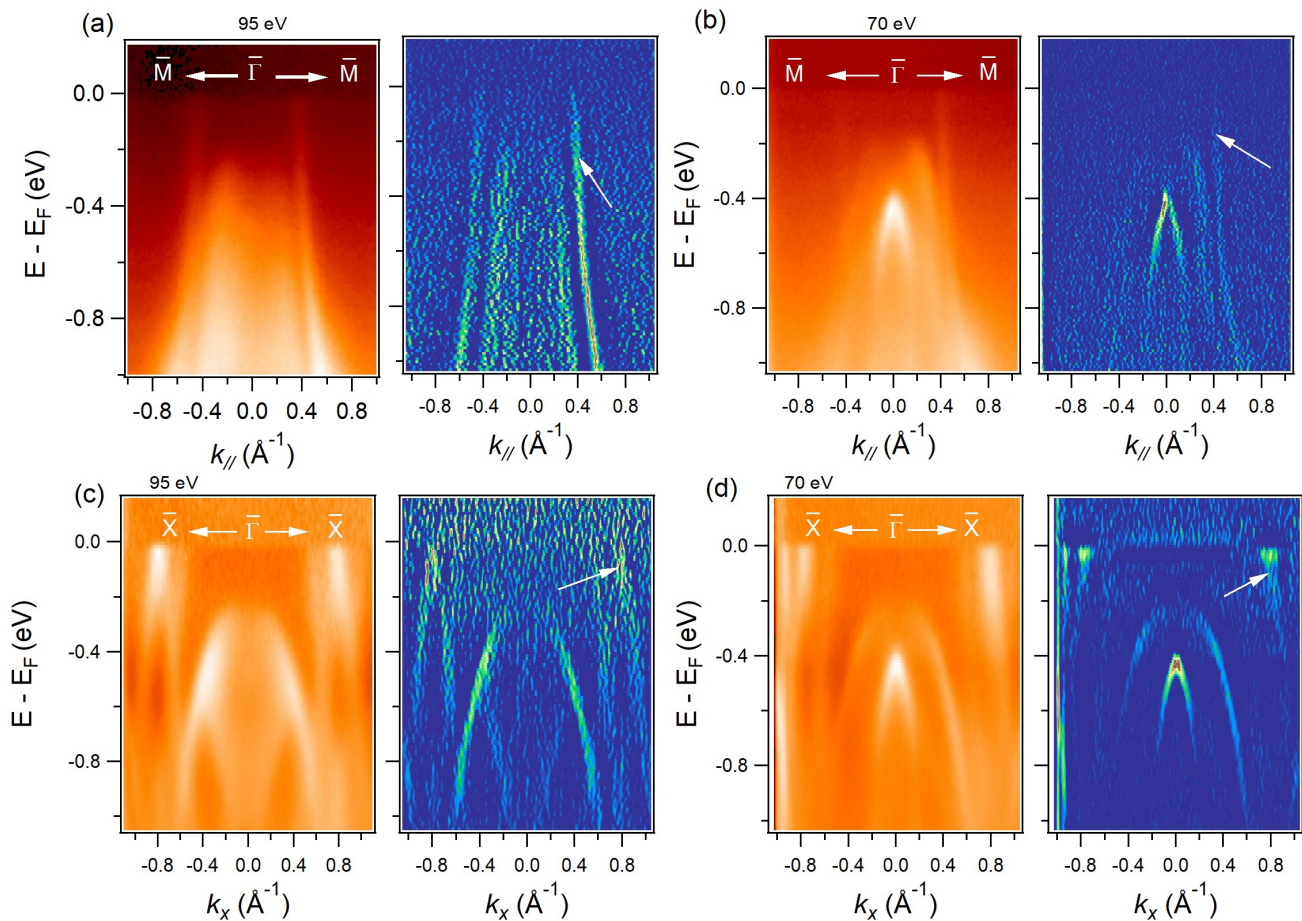 (a) 95 eV
M̅ Γ̅ M̅
0.0
-0.4
-0.8
E - E_F (eV)
-0.8 -0.4 0.0 0.4 0.8
k_// (Å⁻¹)
-0.8 -0.4 0.0 0.4 0.8
k_// (Å⁻¹)
(b) 70 eV
M̅ Γ̅ M̅
0.0
-0.4
-0.8
E - E_F (eV)
-0.8 -0.4 0.0 0.4 0.8
k_// (Å⁻¹)
-0.8 -0.4 0.0 0.4 0.8
k_// (Å⁻¹)
(c) 95 eV
X̅ Γ̅ X̅
0.0
-0.4
-0.8
E - E_F (eV)
-0.8 -0.4 0.0 0.4 0.8
k_x (Å⁻¹)
-0.8 -0.4 0.0 0.4 0.8
k_x (Å⁻¹)
(d) 70 eV
X̅ Γ̅ X̅
0.0
-0.4
-0.8
E - E_F (eV)
-0.8 -0.4 0.0 0.4 0.8
k_x (Å⁻¹)
-0.8 -0.4 0.0 0.4 0.8
k_x (Å⁻¹)